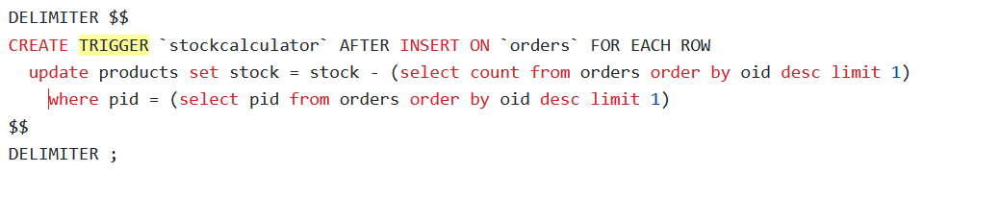 DELIMITER $$
CREATE TRIGGER `stockcalculator` AFTER INSERT ON `orders` FOR EACH ROW
update products set stock = stock - (select count from orders order by oid desc limit 1)
where pid = (select pid from orders order by oid desc limit 1)
$$
DELIMITER ;